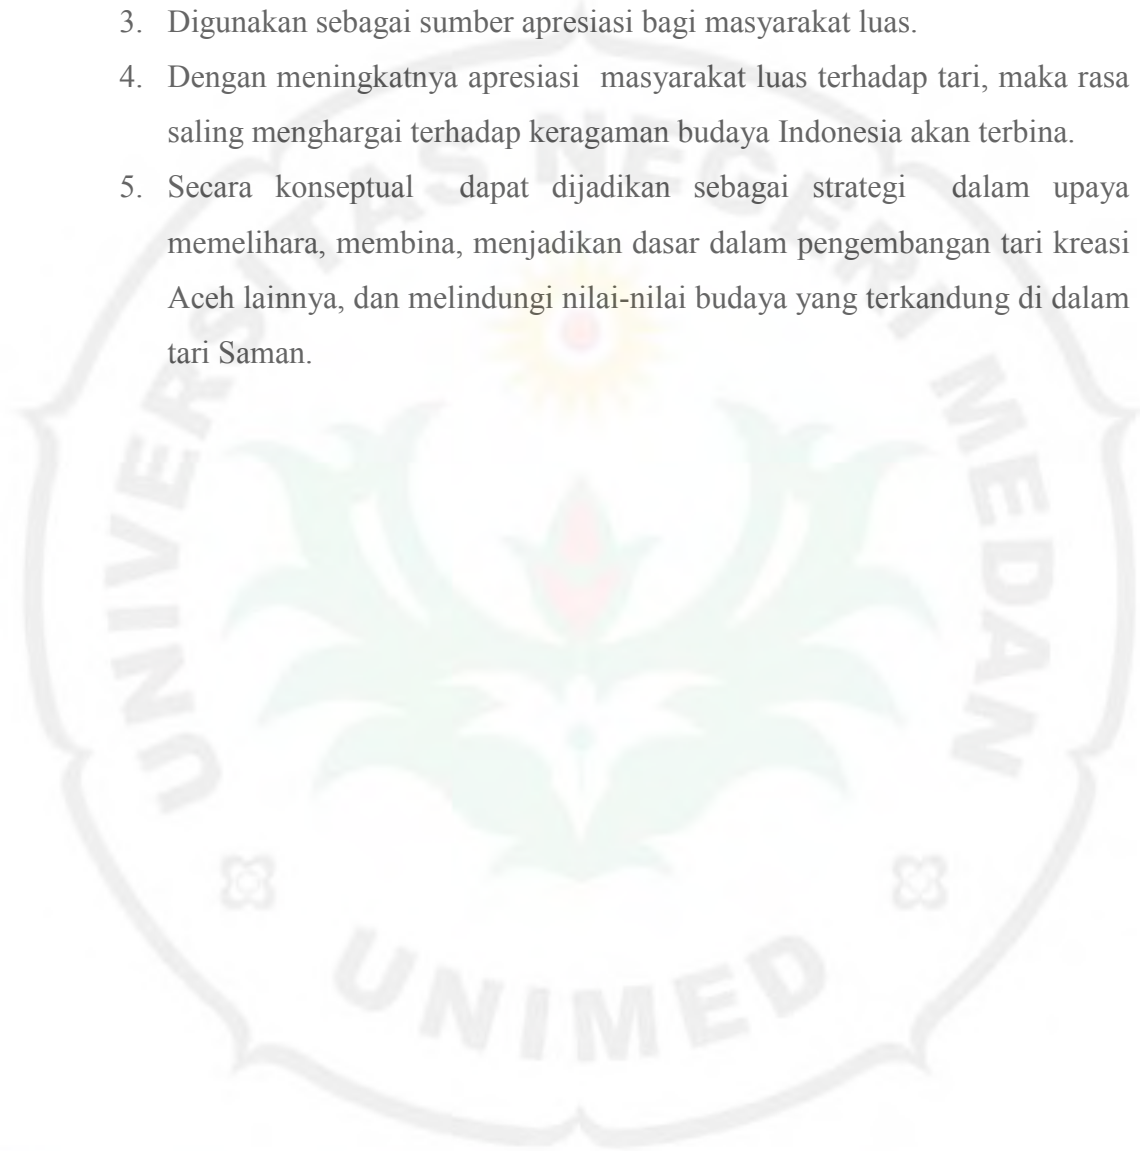 3. Digunakan sebagai sumber apresiasi bagi masyarakat luas.
4. Dengan meningkatnya apresiasi masyarakat luas terhadap tari, maka rasa
saling menghargai terhadap keragaman budaya Indonesia akan terbina.
5. Secara konseptual dapat dijadikan sebagai strategi dalam upaya
memelihara, membina, menjadikan dasar dalam pengembangan tari kreasi
Aceh lainnya, dan melindungi nilai-nilai budaya yang terkandung di dalam
tari Saman.
UNIVERSITAS NEGERI MEDAN
UNIMED